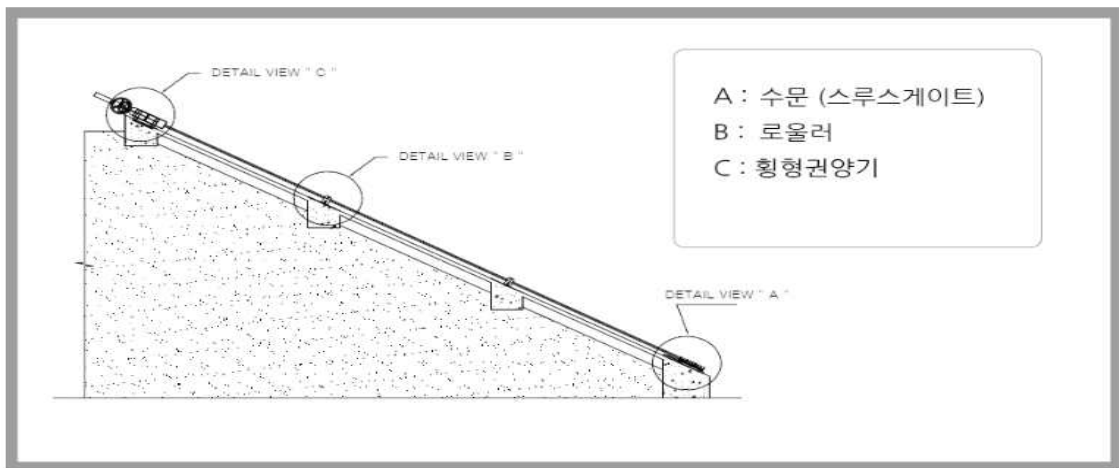 DETAIL VIEW " C "
A : 수문 (스루스게이트)
B : 로울러
C : 횡형권양기
DETAIL VIEW " B "
DETAIL VIEW " A "